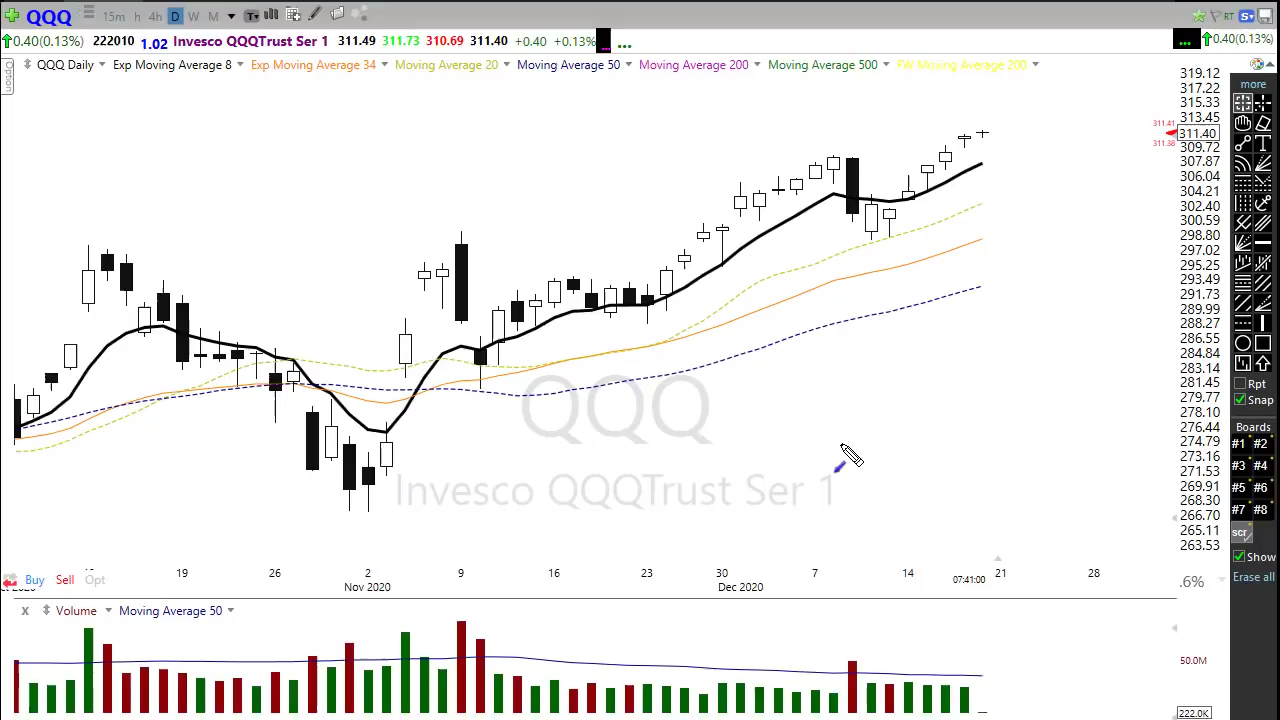 QQQ 15m h 4h D W M T
RT S
0.40(0.13%) 222010 1.02 Invesco QQQTrust Ser 1 311.49 311.73 310.69 311.40 +0.40 +0.13% ... ... ... 0.40(0.13%)
QQQ Daily Exp Moving Average 8 Exp Moving Average 34 Moving Average 20 Moving Average 50 Moving Average 200 Moving Average 500 FW Moving Average 200
Option
319.12
317.22
315.33
313.45
311.41
311.40
311.38
309.72
307.87
306.04
304.21
302.40
300.59
298.80
297.02
295.25
293.49
291.73
289.99
288.27
286.55
284.84
283.14
281.45
279.77
278.10
276.44
274.79
273.16
271.53
269.91
268.30
266.70
265.11
263.53
QQQ
Invesco QQQTrust Ser 1
more
T
Rpt
Snap
Boards
#1 #2
#3 #4
#5 #6
#7 #8
scr
Show
Erase all
19 26 2 9 16 23 30 7 14 21 28
Buy Sell Opt
07:41:00
Nov 2020 Dec 2020
.6%
X Volume Moving Average 50
50.0M
222.0K